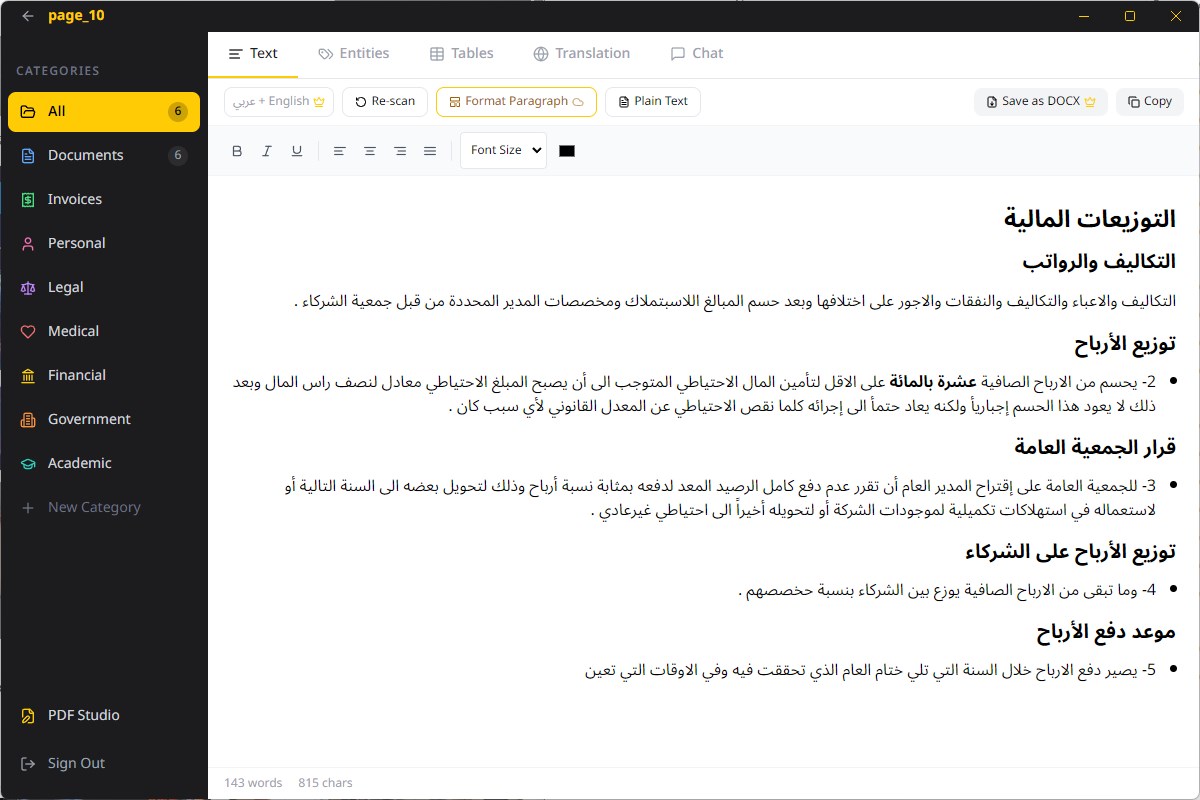 page_10
CATEGORIES
All 6
Documents 6
Invoices
Personal
Legal
Medical
Financial
Government
Academic
New Category
PDF Studio
Sign Out
Text Entities Tables Translation Chat
عربي + English Re-scan Format Paragraph Plain Text Save as DOCX Copy
B I U Font Size
التوزيعات المالية
التكاليف والرواتب
التكاليف والاعباء والتكاليف والنفقات والاجور على اختلافها وبعد حسم المبالغ اللاسبتملاك ومخصصات المدير المحددة من قبل جمعية الشركاء .
توزيع الأرباح
2- يحسم من الارباح الصافية عشرة بالمائة على الاقل لتأمين المال الاحتياطي المتوجب الى أن يصبح المبلغ الاحتياطي معادل لنصف راس المال وبعد
ذلك لا يعود هذا الحسم إجبارياً ولكنه يعاد حتماً الى إجرائه كلما نقص الاحتياطي عن المعدل القانوني لأي سبب كان .
قرار الجمعية العامة
3- للجمعية العامة على إقتراح المدير العام أن تقرر عدم دفع كامل الرصيد المعد لدفعه بمثابة نسبة أرباح وذلك لتحويل بعضه الى السنة التالية أو
لاستعماله في استهلاكات تكميلية لموجودات الشركة أو لتحويله أخيراً الى احتياطي غيرعادي .
توزيع الأرباح على الشركاء
4- وما تبقى من الارباح الصافية يوزع بين الشركاء بنسبة حخصصهم .
موعد دفع الأرباح
5- يصير دفع الارباح خلال السنة التي تلي ختام العام الذي تحققت فيه وفي الاوقات التي تعين
143 words 815 chars